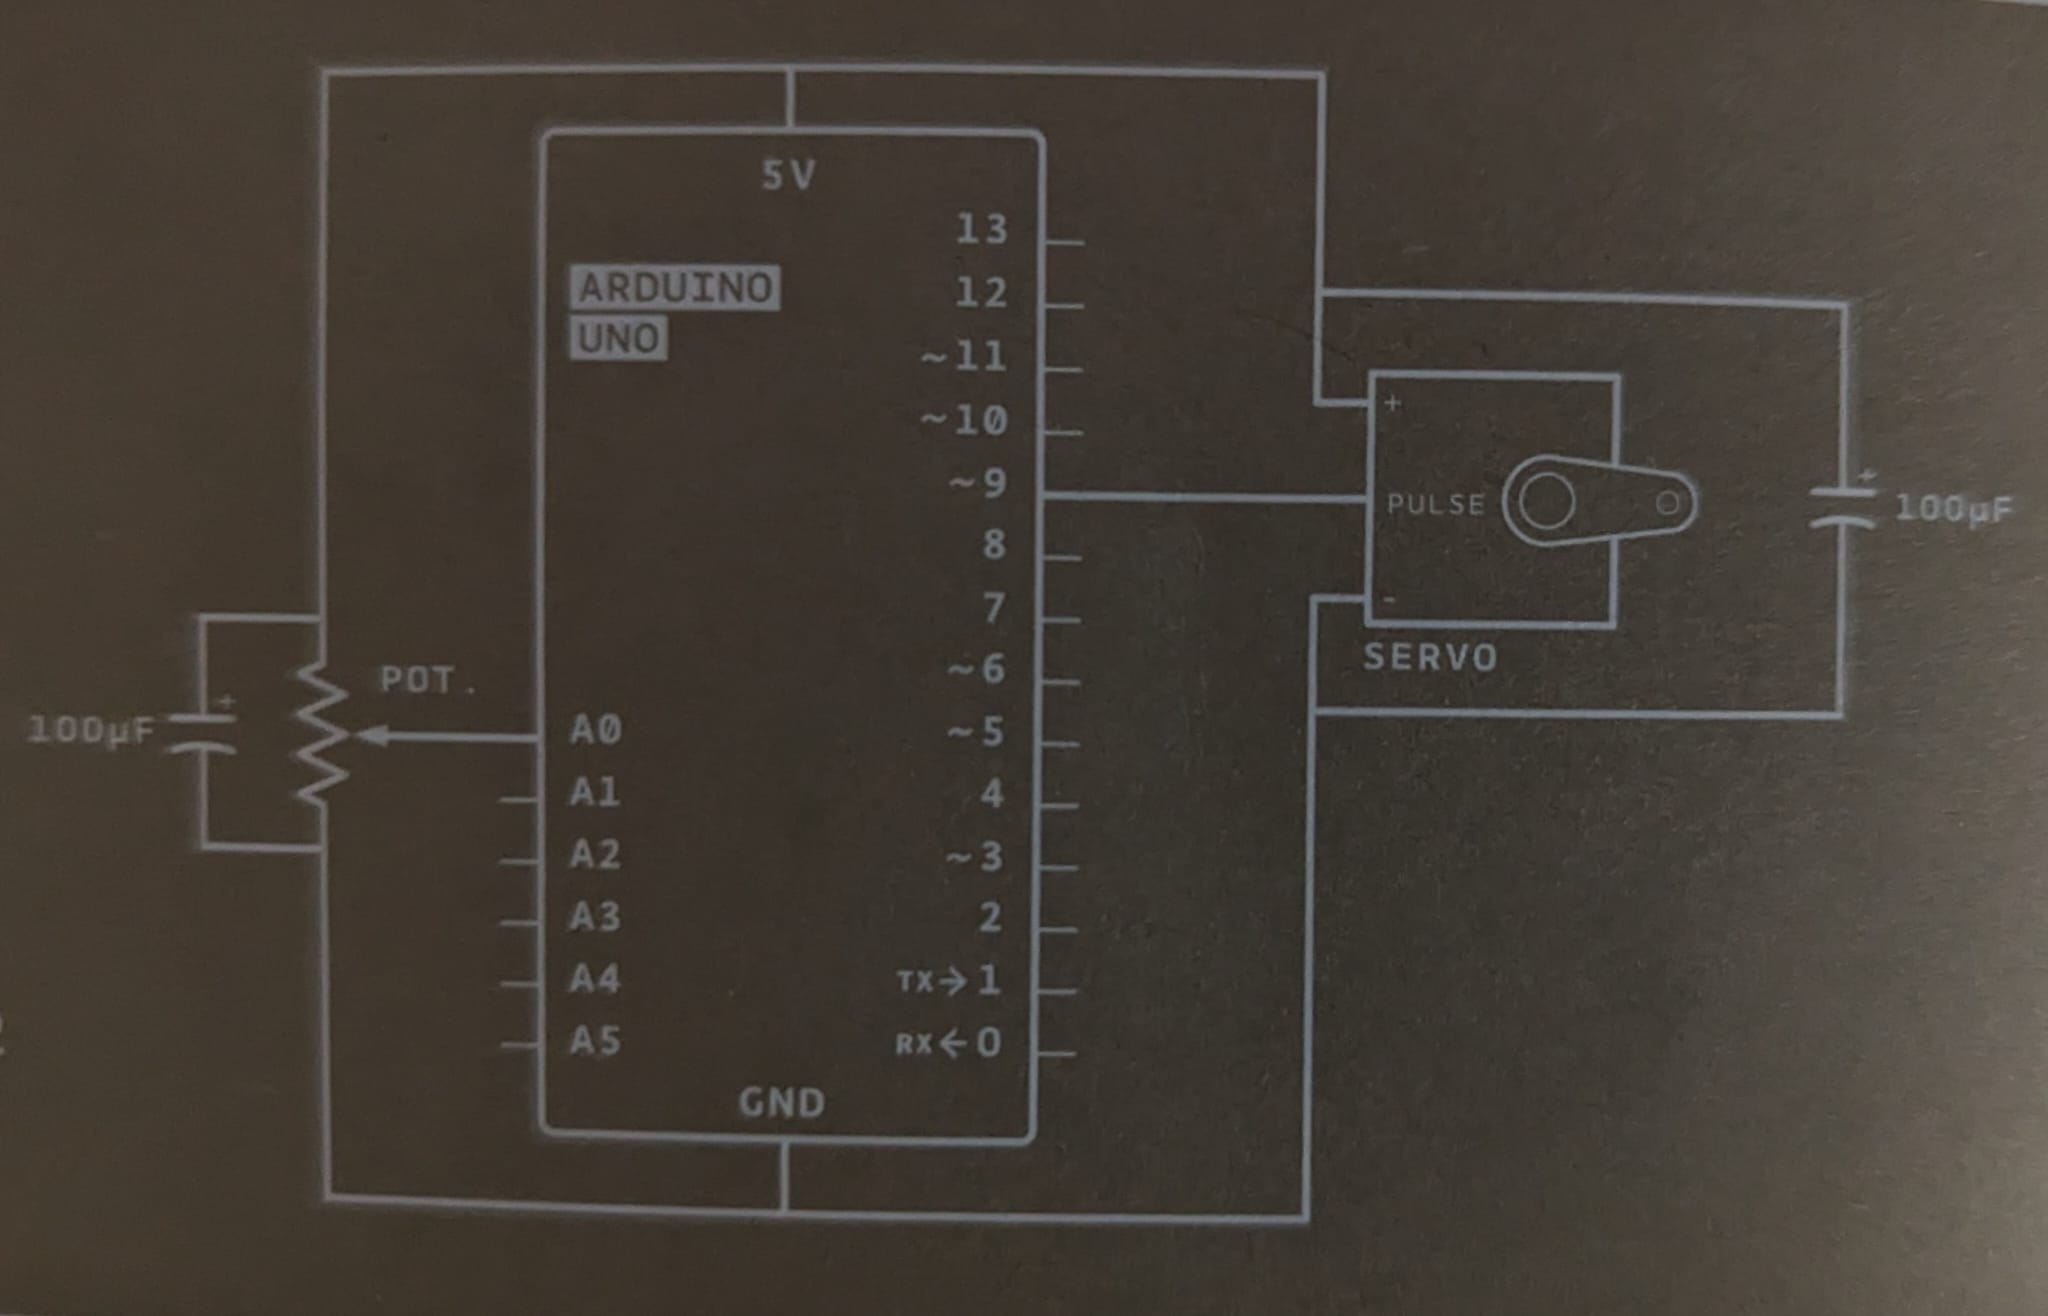 5V
ARDUINO
UNO
13
12
~11
~10
~9
8
7
~6
~5
4
~3
2
TX→1
RX←0
A0
A1
A2
A3
A4
A5
GND
POT.
+
100µF
+
PULSE
-
SERVO
+
100µF